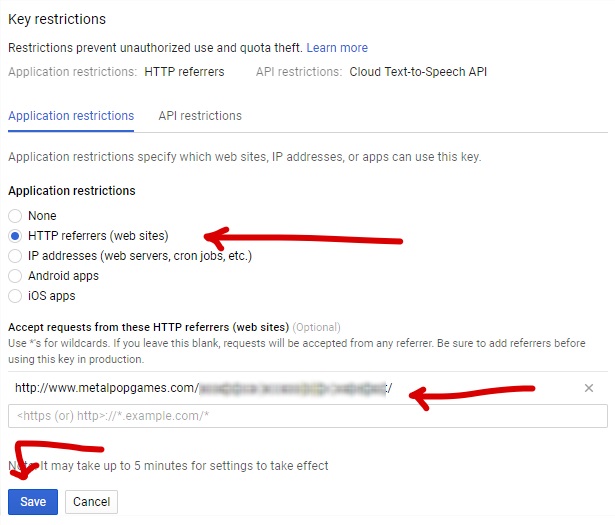 Key restrictions
Restrictions prevent unauthorized use and quota theft. Learn more
Application restrictions: HTTP referrers API restrictions: Cloud Text-to-Speech API
Application restrictions API restrictions
Application restrictions specify which web sites, IP addresses, or apps can use this key.
Application restrictions
None
HTTP referrers (web sites)
IP addresses (web servers, cron jobs, etc.)
Android apps
iOS apps
Accept requests from these HTTP referrers (web sites) (Optional)
Use *'s for wildcards. If you leave this blank, requests will be accepted from any referrer. Be sure to add referrers before
using this key in production.
http://www.metalpopgames.com/ /
<https (or) http>://*.example.com/*
Note: It may take up to 5 minutes for settings to take effect
Save Cancel